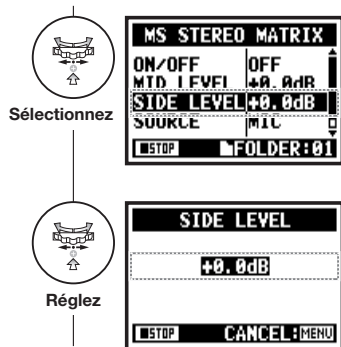 MS STEREO MATRIX
ON/OFF OFF
MID LEVEL +0.0dB
SIDE LEVEL +0.0dB
SOURCE MIC
■STOP FOLDER:01
Sélectionnez
SIDE LEVEL
+0.0dB
Réglez
■STOP CANCEL:MENU